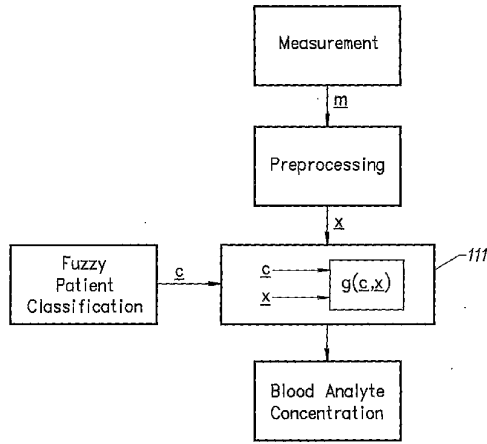 Measurement
m
Preprocessing
x
111
Fuzzy
Patient
Classification
c
c
x
g(c,x)
Blood Analyte
Concentration